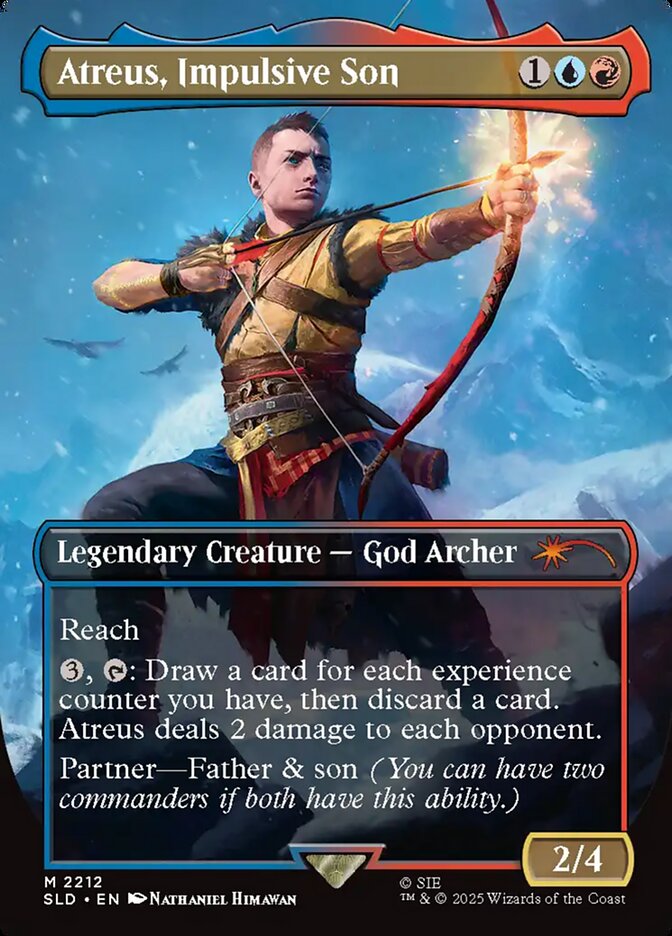 Atreus, Impulsive Son 1
Legendary Creature — God Archer
Reach
3, : Draw a card for each experience
counter you have, then discard a card.
Atreus deals 2 damage to each opponent.
Partner—Father & son (You can have two
commanders if both have this ability.)
2/4
M 2212
SLD • EN Nathaniel Himawan
© SIE
™ & © 2025 Wizards of the Coast